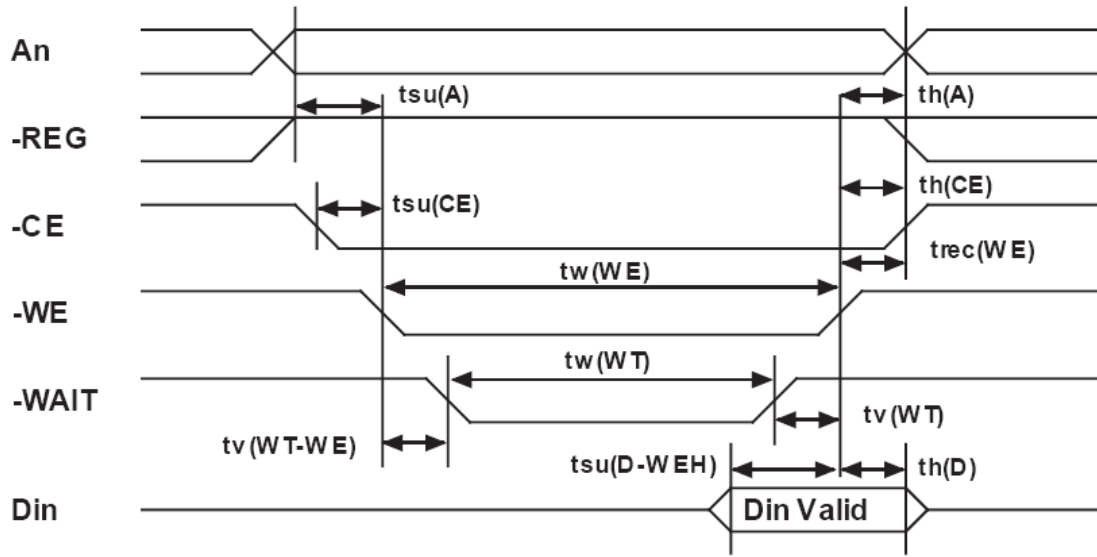 An
tsu(A)
th(A)
-REG
tsu(CE)
th(CE)
-CE
trec(WE)
tw(WE)
-WE
tw(WT)
-WAIT
tv(WT)
tv(WT-WE)
tsu(D-WEH)
th(D)
Din
Din Valid